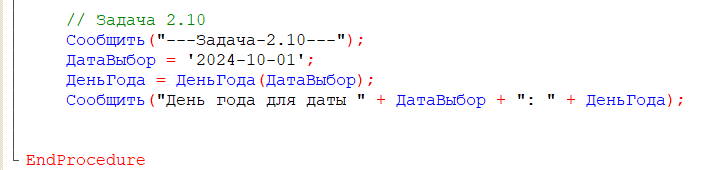 // Задача 2.10
Сообщить("---Задача-2.10---");
ДатаВыбор = '2024-10-01';
ДеньГода = ДеньГода(ДатаВыбор);
Сообщить("День года для даты " + ДатаВыбор + ": " + ДеньГода);
EndProcedure